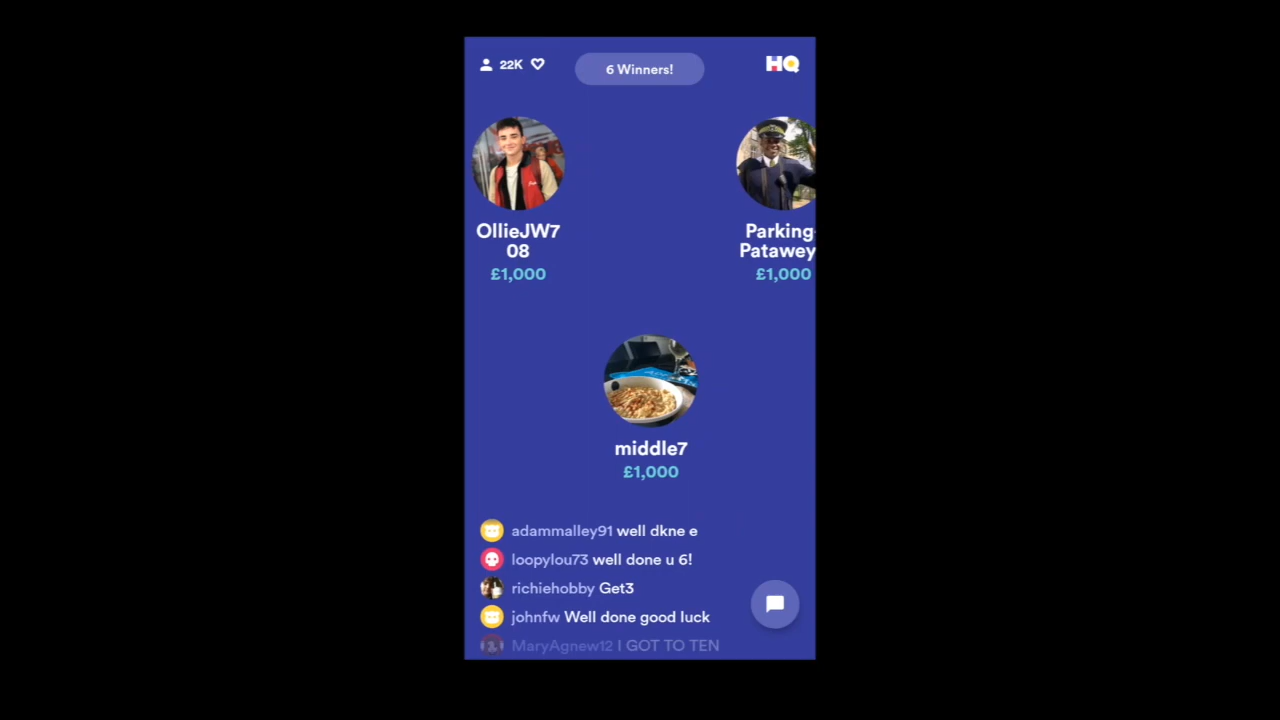 22K
6 Winners!
HQ
OllieJW7
08
£1,000
Parking-
Patawey
£1,000
middle7
£1,000
adammalley91 well dkne e
loopylou73 well done u 6!
richiehobby Get3
johnfw Well done good luck
MaryAgnew12 I GOT TO TEN